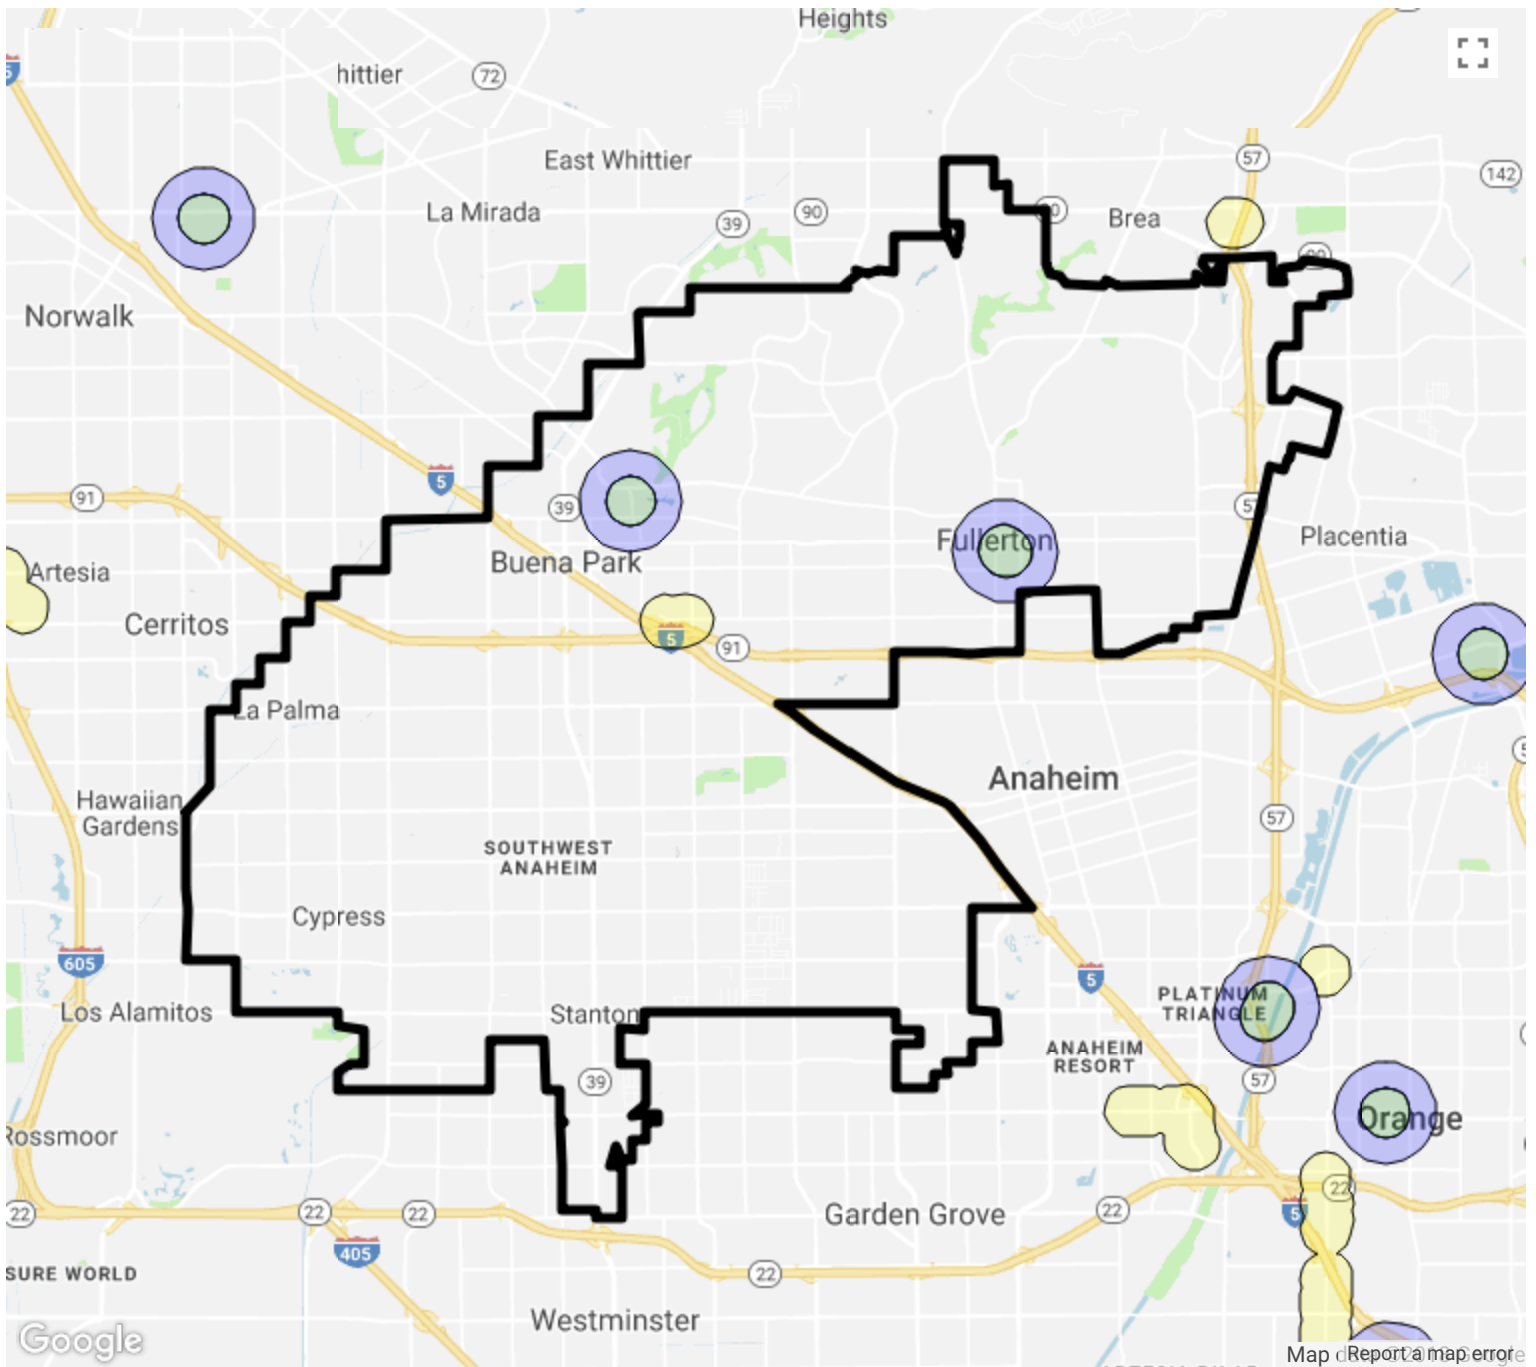 Heights
hittier
72
5
East Whittier
57
142
La Mirada
39
90
Brea
Norwalk
5
91
39
Placentia
Fullerton
Buena Park
Artesia
Cerritos
5
91
La Palma
Anaheim
Hawaiian
Gardens
57
SOUTHWEST
ANAHEIM
Cypress
605
5
Los Alamitos
Stanton
PLATINUM
TRIANGLE
ANAHEIM
RESORT
39
57
Orange
Rossmoor
22
22
22
22
22
5
Garden Grove
405
SURE WORLD
22
Westminster
Google
Map
Report a map error